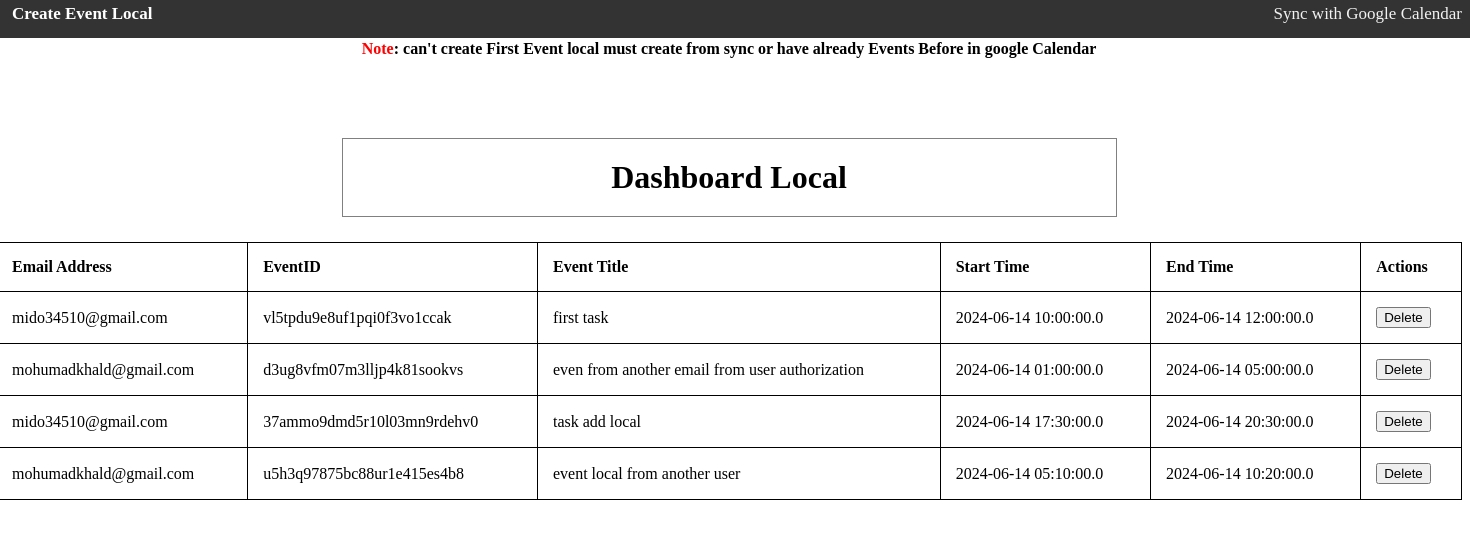 Create Event Local Sync with Google Calendar
Note: can't create First Event local must create from sync or have already Events Before in google Calendar
Dashboard Local
Email Address EventID Event Title Start Time End Time Actions
mido34510@gmail.com vl5tpdu9e8uf1pqi0f3vo1ccak first task 2024-06-14 10:00:00.0 2024-06-14 12:00:00.0 Delete
mohumadkhald@gmail.com d3ug8vfm07m3lljp4k81sookvs even from another email from user authorization 2024-06-14 01:00:00.0 2024-06-14 05:00:00.0 Delete
mido34510@gmail.com 37ammo9dmd5r10l03mn9rdehv0 task add local 2024-06-14 17:30:00.0 2024-06-14 20:30:00.0 Delete
mohumadkhald@gmail.com u5h3q97875bc88ur1e415es4b8 event local from another user 2024-06-14 05:10:00.0 2024-06-14 10:20:00.0 Delete